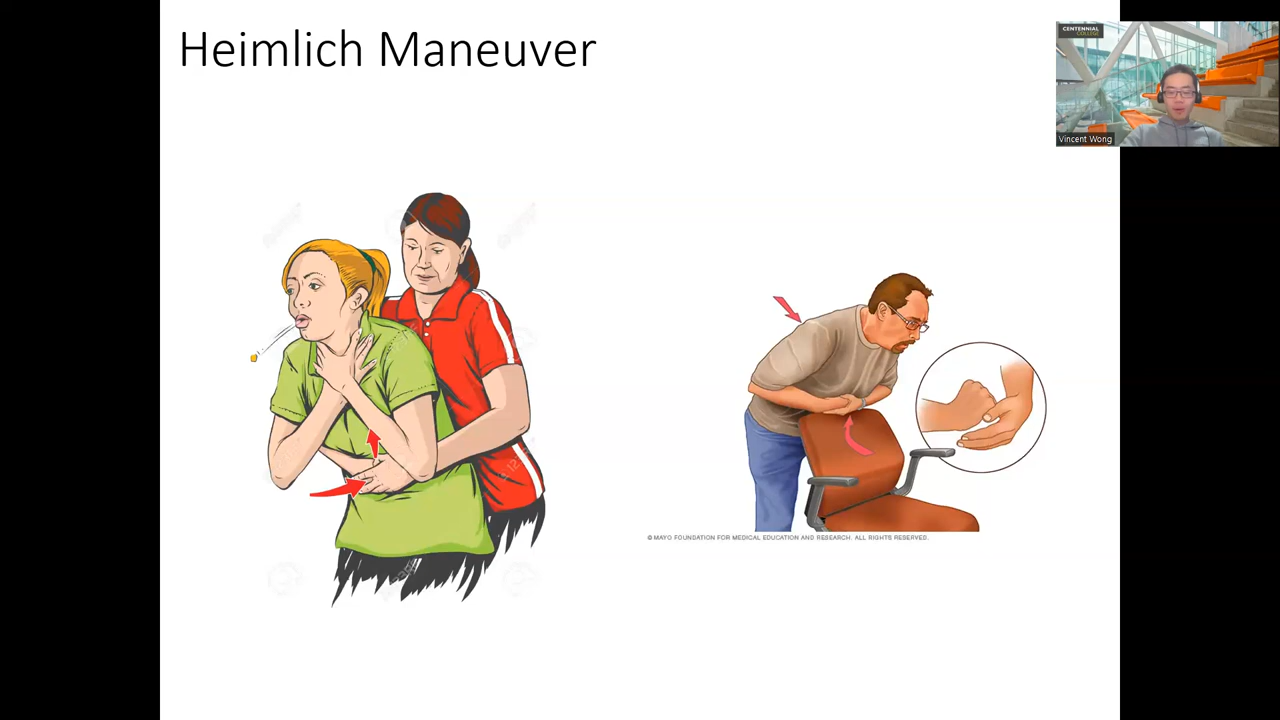 Heimlich Maneuver
CENTENNIAL
COLLEGE
Vincent Wong
© MAYO FOUNDATION FOR MEDICAL EDUCATION AND RESEARCH. ALL RIGHTS RESERVED.